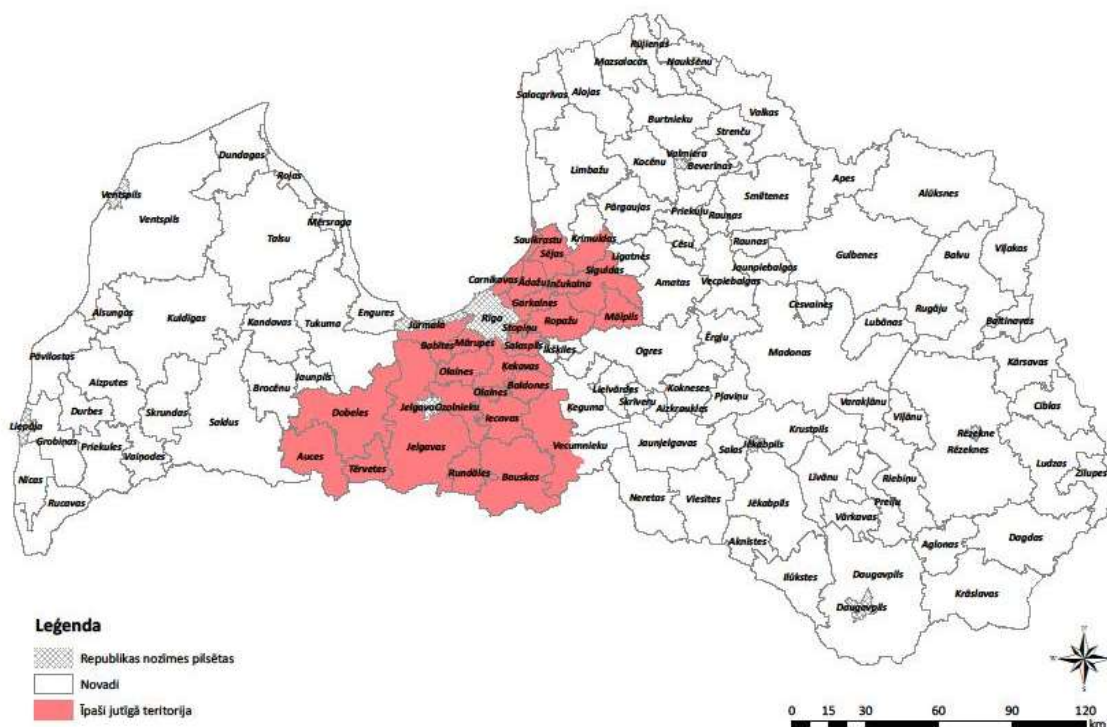 Rūjienas
Mazsalacas
Naukšēnu
Salacgrīvas
Alojas
Valkas
Burtnieku
Strenču
Dundagas
Valmiera
Kocēnu
Beverīnas
Rojas
Limbažu
Apes
Ventspils
Smiltenes
Alūksnes
Ventspils
Pārgaujas
Mērsraga
Priekuļu
Raunas
Talsu
Saulkrastu
Krimuldas
Cēsu
Raunas
Viļakas
Sējas
Līgatnes
Balvu
Gulbenes
Jaunpiebalgas
Siguldas
Carnikavas
Ādažu
Inčukalna
Amatas
Vecpiebalgas
Garkalnes
Cesvaines
Rugāju
Alsungas
Engures
Mālpils
Kuldīgas
Kandavas
Tukuma
Rīga
Ropažu
Lubānas
Baltinavas
Jūrmala
Stopiņu
Ērgļu
Babītes
Mārupes
Salaspils
Ikšķiles
Ogres
Madonas
Pāvilostas
Kārsavas
Ķekavas
Olaines
Jaunpils
Aizputes
Baldones
Lielvārdes
Kokneses
Brocēnu
Olaines
Pļaviņu
Ciblas
Skrīveru
Varakļānu
Durbes
Skrundas
Dobeles
Jelgava
Ozolnieku
Ķeguma
Aizkraukles
Viļānu
Liepāja
Saldus
Iecavas
Krustpils
Rēzekne
Grobiņas
Priekules
Jelgavas
Vecumnieku
Jaunjelgavas
Salas
Jēkabpils
Rēzeknes
Vaiņodes
Auces
Ludzas
Tērvetes
Rundāles
Bauskas
Līvānu
Riebiņu
Zilupes
Nīcas
Rucavas
Neretas
Viesītes
Jēkabpils
Preiļu
Vārkavas
Dagdas
Aknīstes
Aglonas
Ilūkstes
Daugavpils
Krāslavas
Daugavpils
Leģenda
Republikas nozīmes pilsētas
Novadi
Īpaši jutīgā teritorija
0 15 30 60 90 120
km